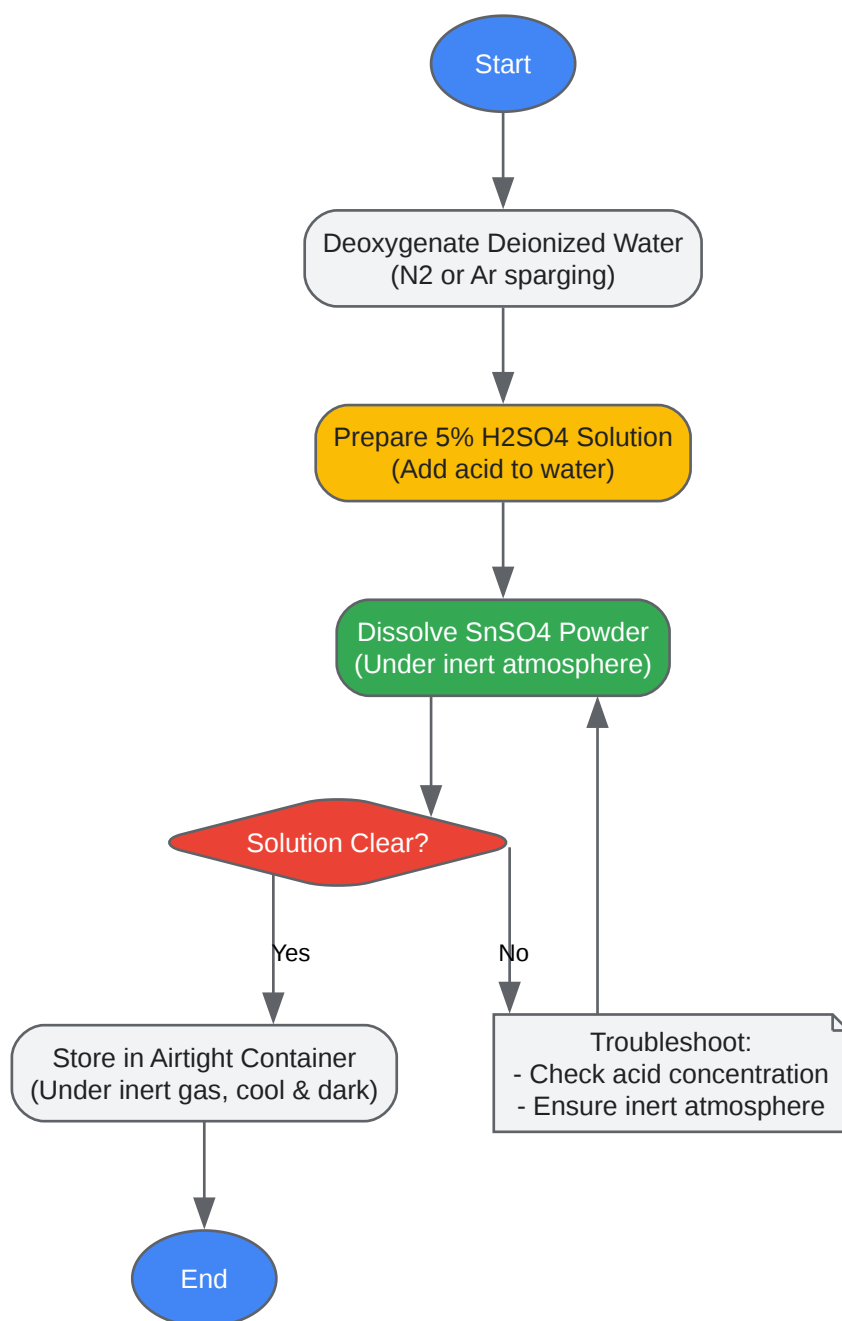 Start
Deoxygenate Deionized Water
(N2 or Ar sparging)
Prepare 5% H2SO4 Solution
(Add acid to water)
Dissolve SnSO4 Powder
(Under inert atmosphere)
Solution Clear?
Yes
No
Store in Airtight Container
(Under inert gas, cool & dark)
Troubleshoot:
- Check acid concentration
- Ensure inert atmosphere
End